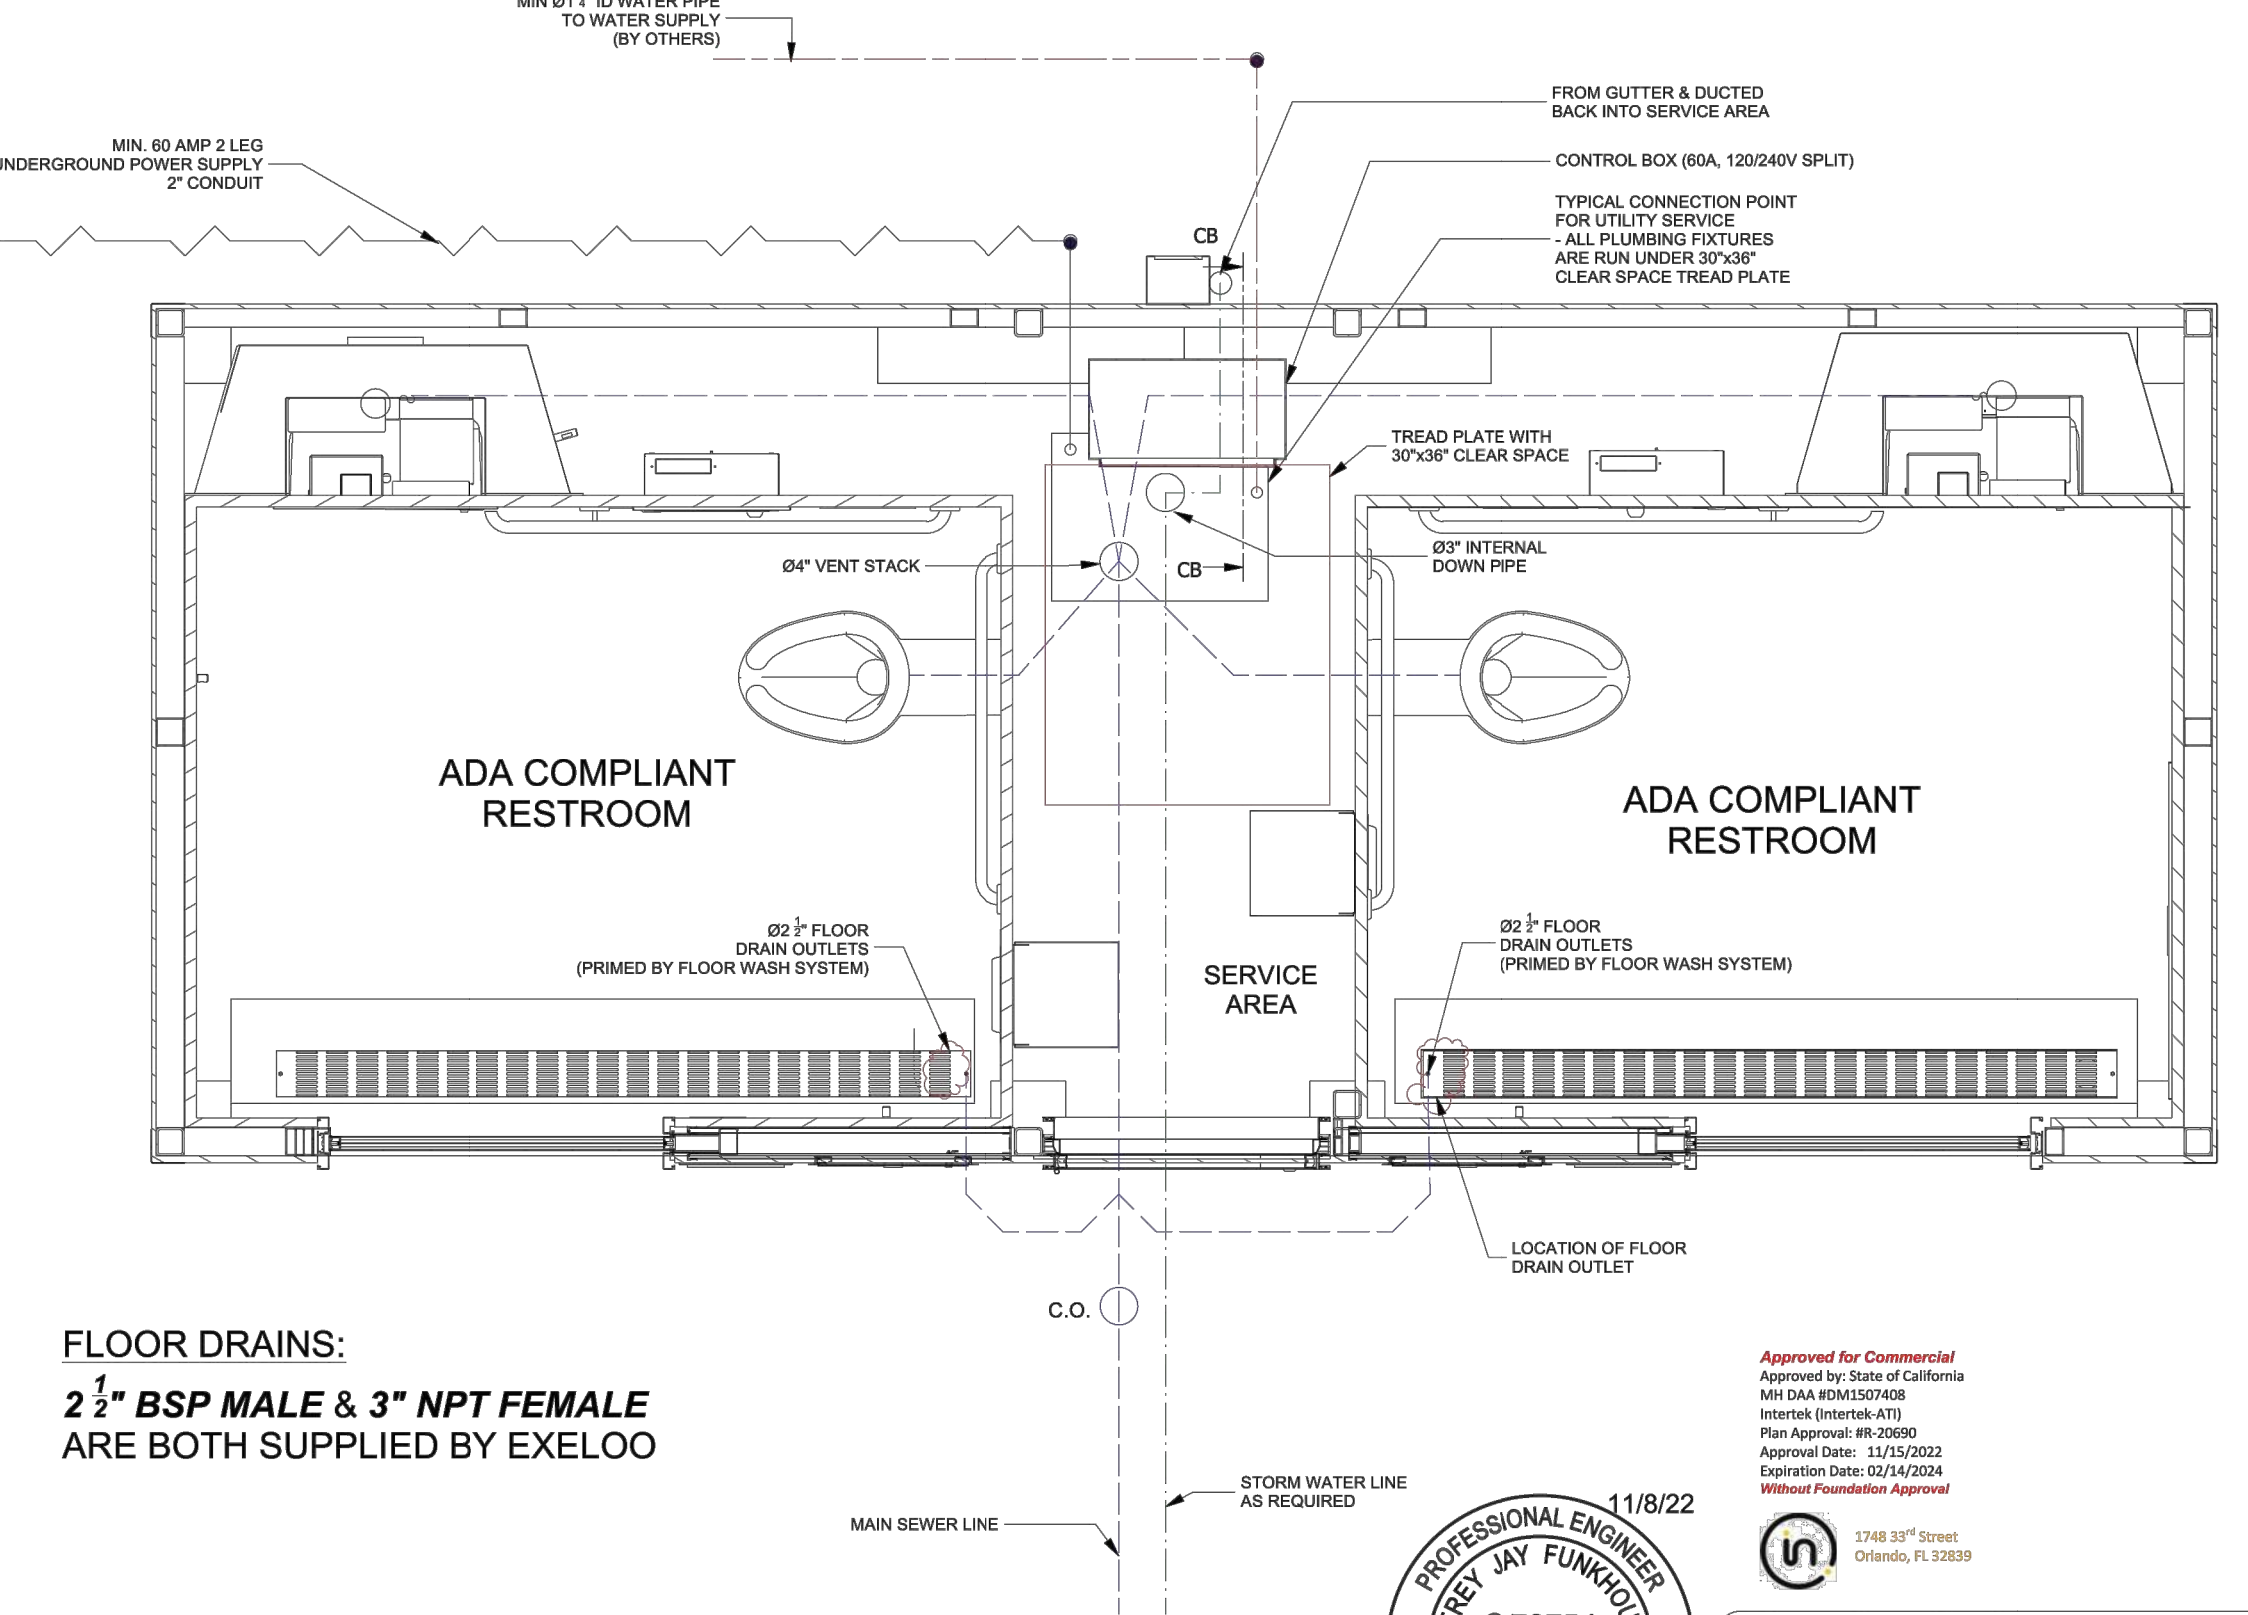 MIN Ø1 1/4" ID WATER PIPE
TO WATER SUPPLY
(BY OTHERS)
FROM GUTTER & DUCTED
BACK INTO SERVICE AREA
MIN. 60 AMP 2 LEG
UNDERGROUND POWER SUPPLY
2" CONDUIT
CONTROL BOX (60A, 120/240V SPLIT)
TYPICAL CONNECTION POINT
FOR UTILITY SERVICE
- ALL PLUMBING FIXTURES
ARE RUN UNDER 30"x36"
CLEAR SPACE TREAD PLATE
CB
TREAD PLATE WITH
30"x36" CLEAR SPACE
Ø4" VENT STACK
CB
Ø3" INTERNAL
DOWN PIPE
ADA COMPLIANT
RESTROOM
ADA COMPLIANT
RESTROOM
Ø2 1/2" FLOOR
DRAIN OUTLETS
(PRIMED BY FLOOR WASH SYSTEM)
SERVICE
AREA
Ø2 1/2" FLOOR
DRAIN OUTLETS
(PRIMED BY FLOOR WASH SYSTEM)
LOCATION OF FLOOR
DRAIN OUTLET
C.O.
FLOOR DRAINS:
2 1/2" BSP MALE & 3" NPT FEMALE
ARE BOTH SUPPLIED BY EXELOO
STORM WATER LINE
AS REQUIRED
MAIN SEWER LINE
Approved for Commercial
Approved by: State of California
MH DAA #DM1507408
Intertek (Intertek-ATI)
Plan Approval: #R-20690
Approval Date: 11/15/2022
Expiration Date: 02/14/2024
Without Foundation Approval
1748 33rd Street
Orlando, FL 32839
11/8/22
PROFESSIONAL ENGINEER
JAY